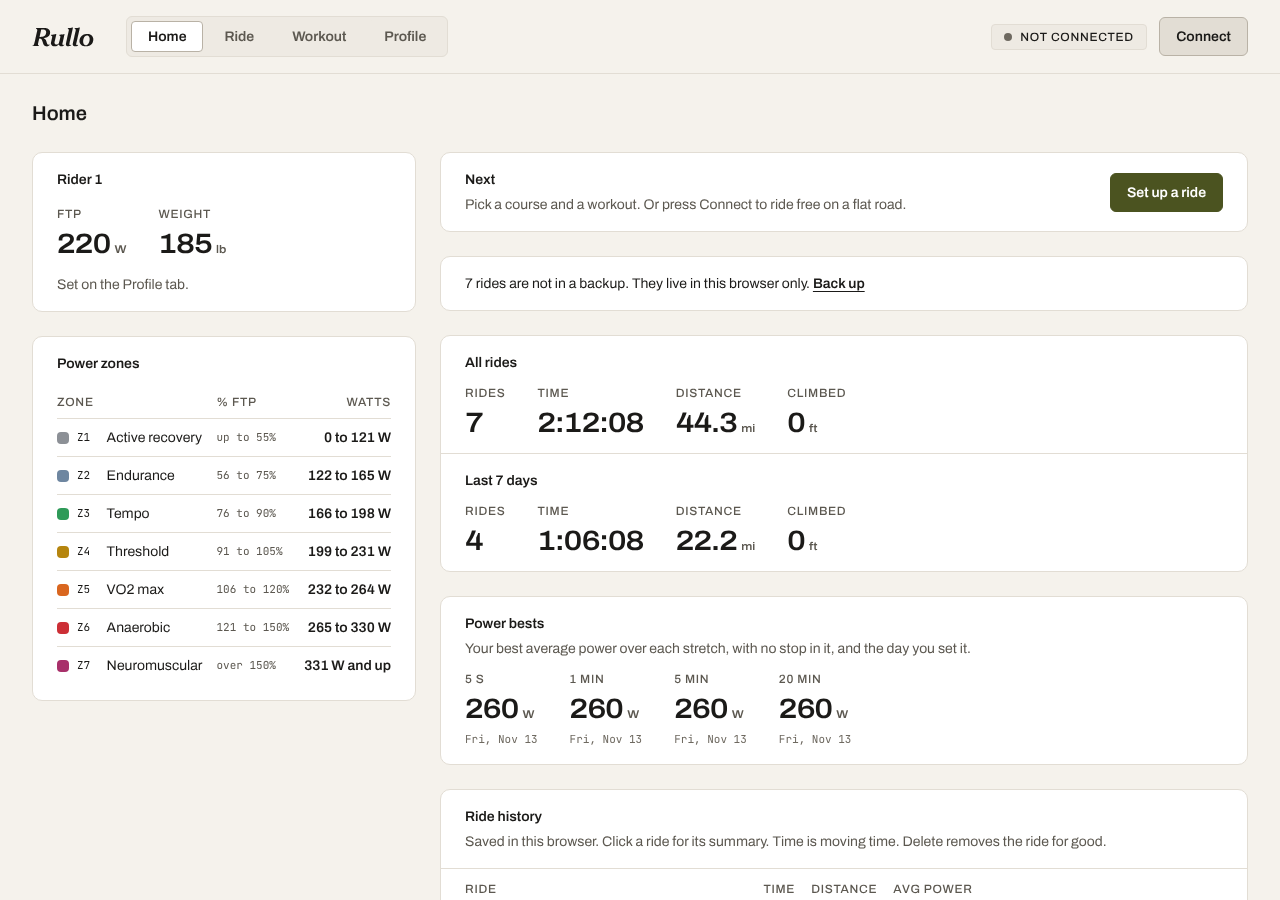 Rullo
Home
Ride
Workout
Profile
NOT CONNECTED
Connect
Home
Rider 1
FTP WEIGHT
220 W 185 lb
Set on the Profile tab.
Power zones
ZONE % FTP WATTS
Z1 Active recovery up to 55% 0 to 121 W
Z2 Endurance 56 to 75% 122 to 165 W
Z3 Tempo 76 to 90% 166 to 198 W
Z4 Threshold 91 to 105% 199 to 231 W
Z5 VO2 max 106 to 120% 232 to 264 W
Z6 Anaerobic 121 to 150% 265 to 330 W
Z7 Neuromuscular over 150% 331 W and up
Next
Pick a course and a workout. Or press Connect to ride free on a flat road.
Set up a ride
7 rides are not in a backup. They live in this browser only. Back up
All rides
RIDES TIME DISTANCE CLIMBED
7 2:12:08 44.3 mi 0 ft
Last 7 days
RIDES TIME DISTANCE CLIMBED
4 1:06:08 22.2 mi 0 ft
Power bests
Your best average power over each stretch, with no stop in it, and the day you set it.
5 S 1 MIN 5 MIN 20 MIN
260 W 260 W 260 W 260 W
Fri, Nov 13 Fri, Nov 13 Fri, Nov 13 Fri, Nov 13
Ride history
Saved in this browser. Click a ride for its summary. Time is moving time. Delete removes the ride for good.
RIDE TIME DISTANCE AVG POWER